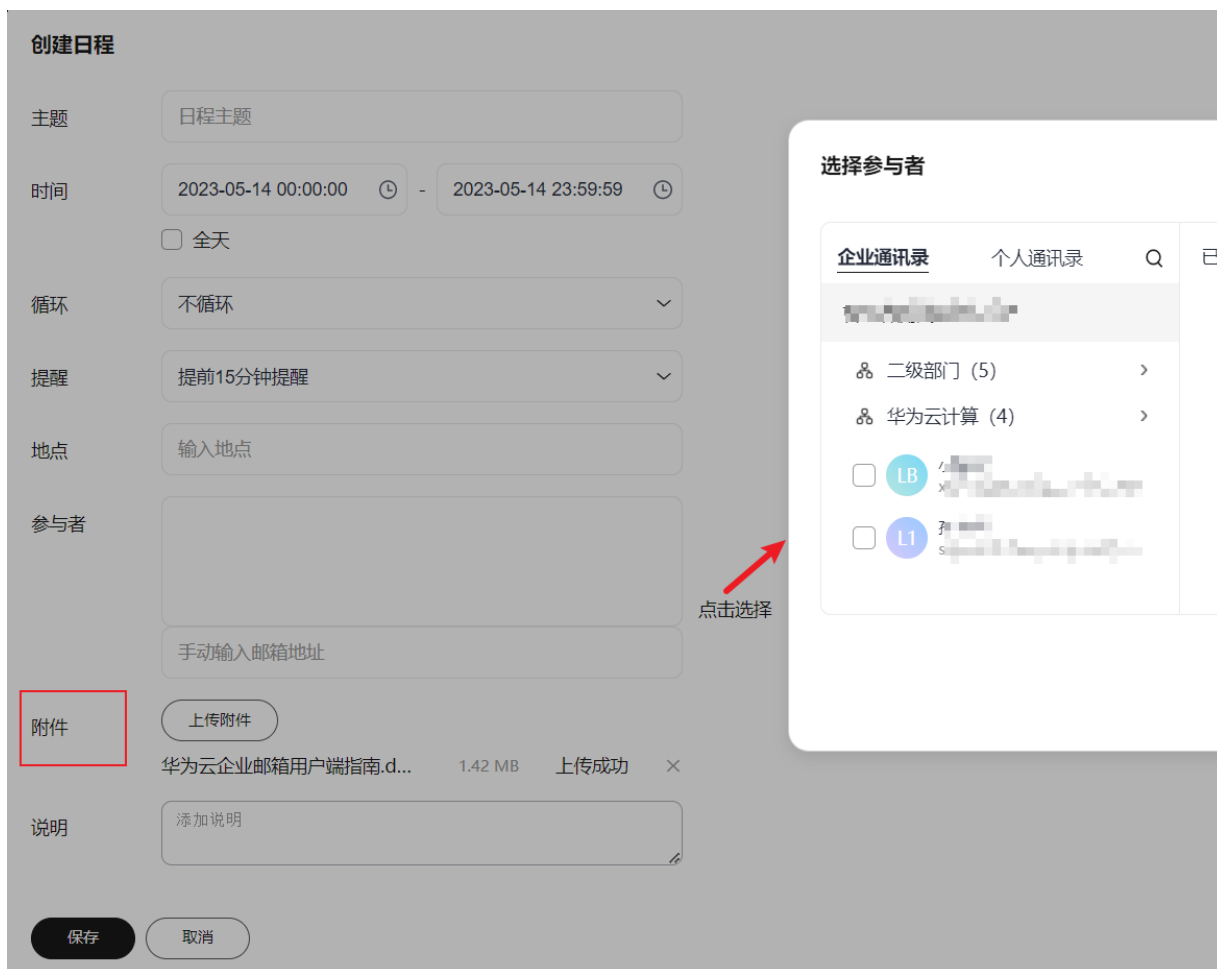 创建日程
主题
日程主题
时间
2023-05-14 00:00:00 - 2023-05-14 23:59:59
全天
循环
不循环
提醒
提前15分钟提醒
地点
输入地点
参与者
点击选择
手动输入邮箱地址
附件
上传附件
华为云企业邮箱用户端指南.d... 1.42 MB 上传成功
说明
添加说明
保存 取消
选择参与者
企业通讯录 个人通讯录
二级部门 (5)
华为云计算 (4)
LB
L1